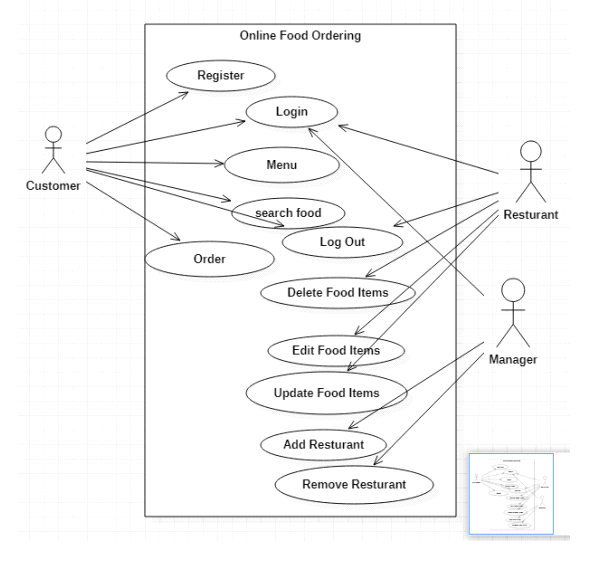 Online Food Ordering
Register
Login
Customer
Menu
Resturant
search food
Log Out
Order
Delete Food Items
Manager
Edit Food Items
Update Food Items
Add Resturant
Remove Resturant